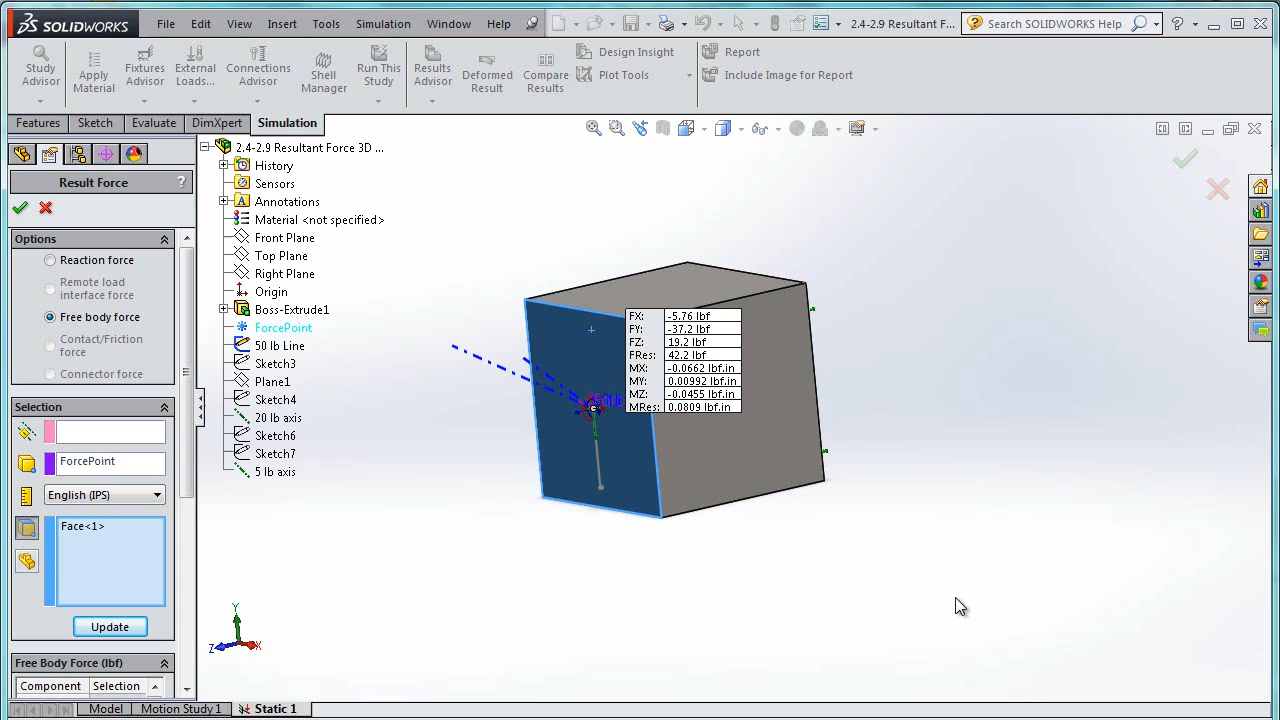 SOLIDWORKS File Edit View Insert Tools Simulation Window Help 2.4-2.9 Resultant F... Search SOLIDWORKS Help
Study Advisor
Apply Material
Fixtures Advisor
External Loads...
Connections Advisor
Shell Manager
Run This Study
Results Advisor
Deformed Result
Compare Results
Design Insight
Plot Tools
Report
Include Image for Report
Features Sketch Evaluate DimXpert Simulation
Result Force ?
Options
Reaction force
Remote load
interface force
Free body force
Contact/Friction
force
Connector force
Selection
ForcePoint
English (IPS)
Face<1>
Update
Free Body Force (lbf)
Component Selection
2.4-2.9 Resultant Force 3D ...
History
Sensors
Annotations
Material <not specified>
Front Plane
Top Plane
Right Plane
Origin
Boss-Extrude1
ForcePoint
50 lb Line
Sketch3
Plane1
Sketch4
20 lb axis
Sketch6
Sketch7
5 lb axis
FX: -5.76 lbf
FY: -37.2 lbf
FZ: 19.2 lbf
FRes: 42.2 lbf
MX: -0.0662 lbf.in
MY: 0.00992 lbf.in
MZ: -0.0455 lbf.in
MRes: 0.0809 lbf.in
Y
Z
X
Model Motion Study 1 Static 1